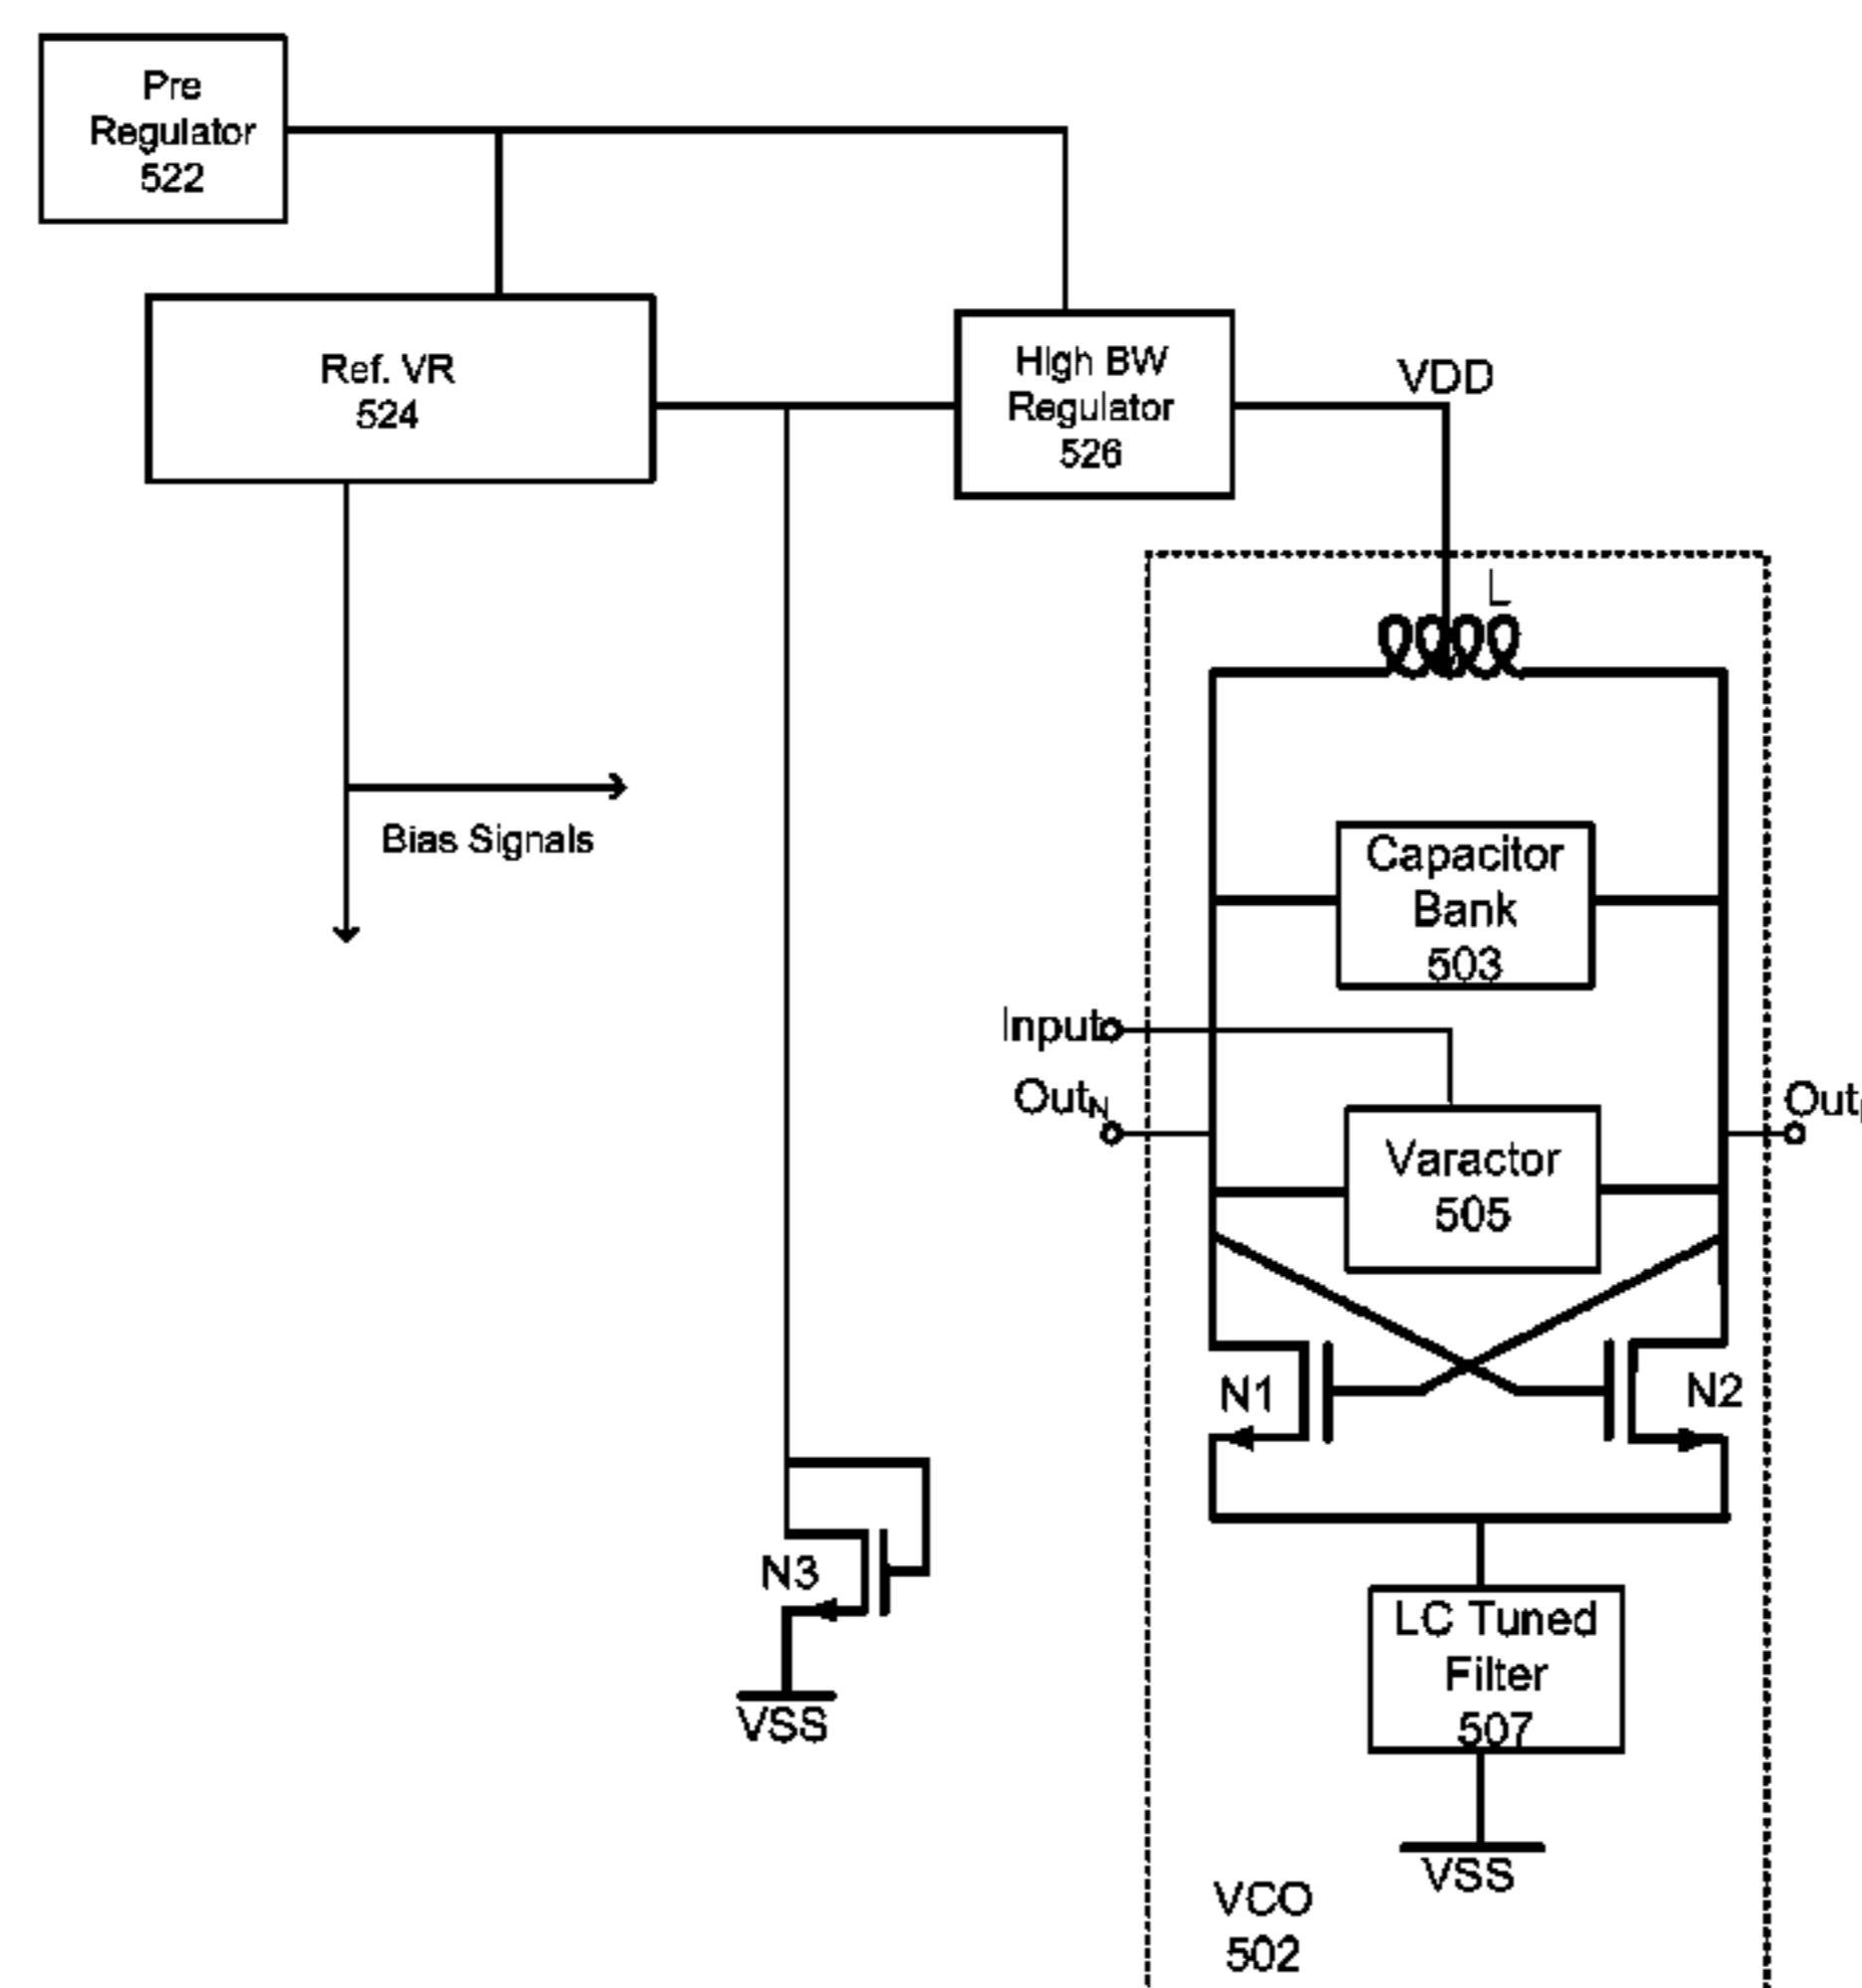 Pre
Regulator
522
Ref. VR
524
High BW
Regulator
526
VDD
L
Bias Signals
Capacitor
Bank
503
Input
OutN
Varactor
505
Out
N1
N2
N3
VSS
LC Tuned
Filter
507
VSS
VCO
502